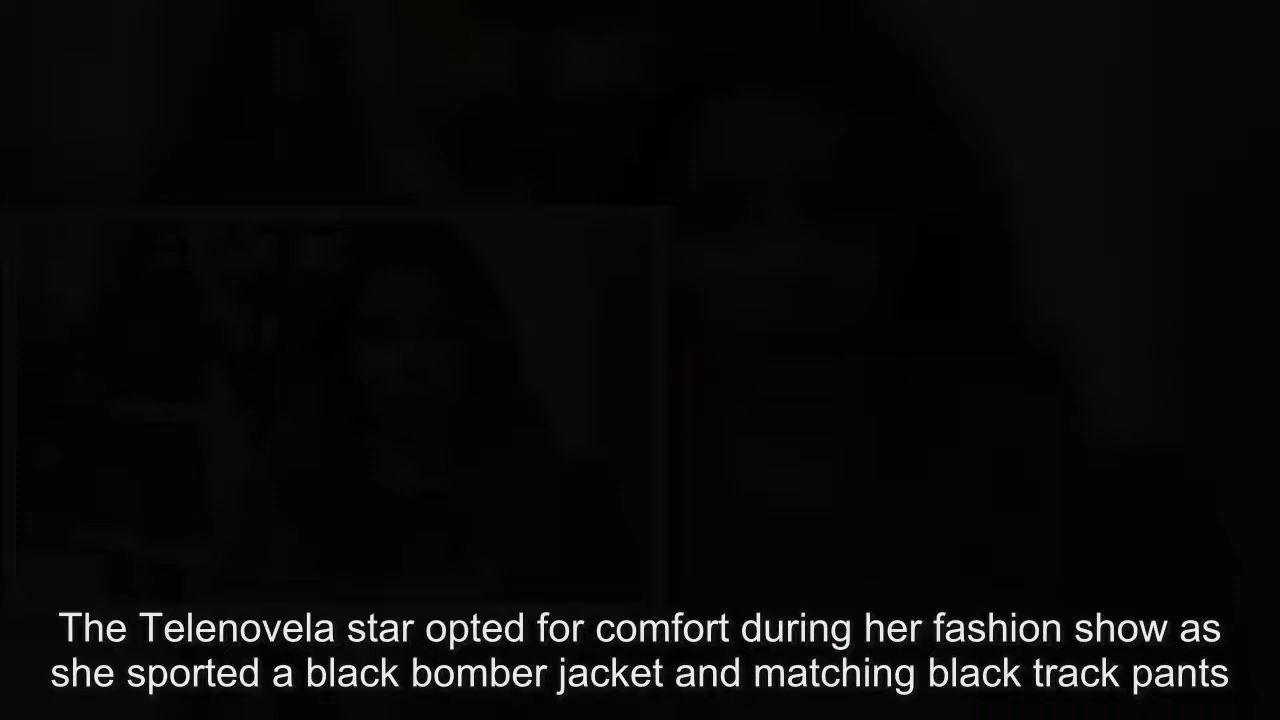 The Telenovela star opted for comfort during her fashion show as
she sported a black bomber jacket and matching black track pants